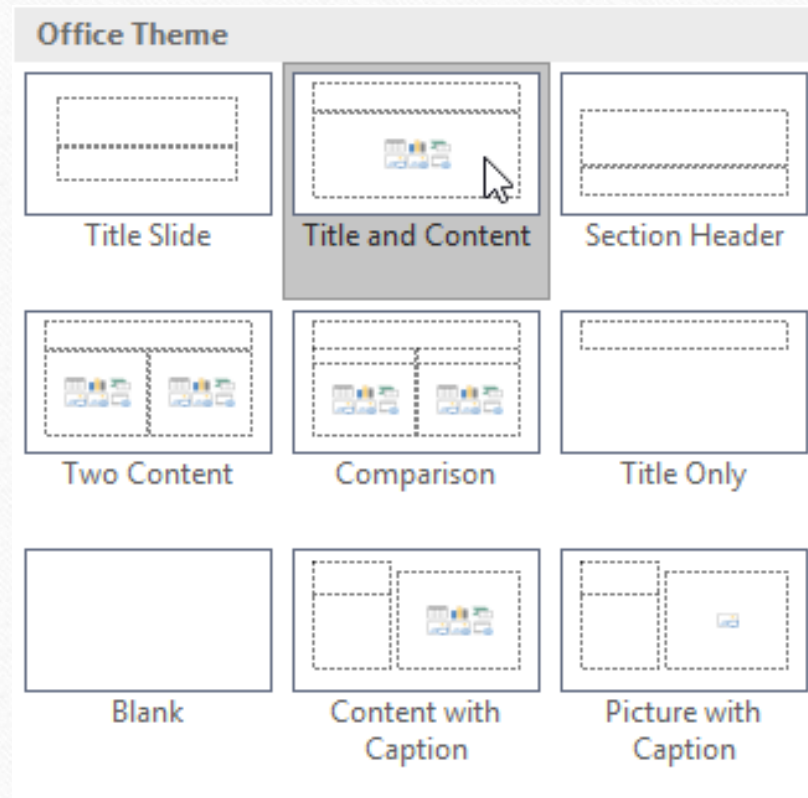 Office Theme
Title Slide
Title and Content
Section Header
Two Content
Comparison
Title Only
Blank
Content with
Caption
Picture with
Caption